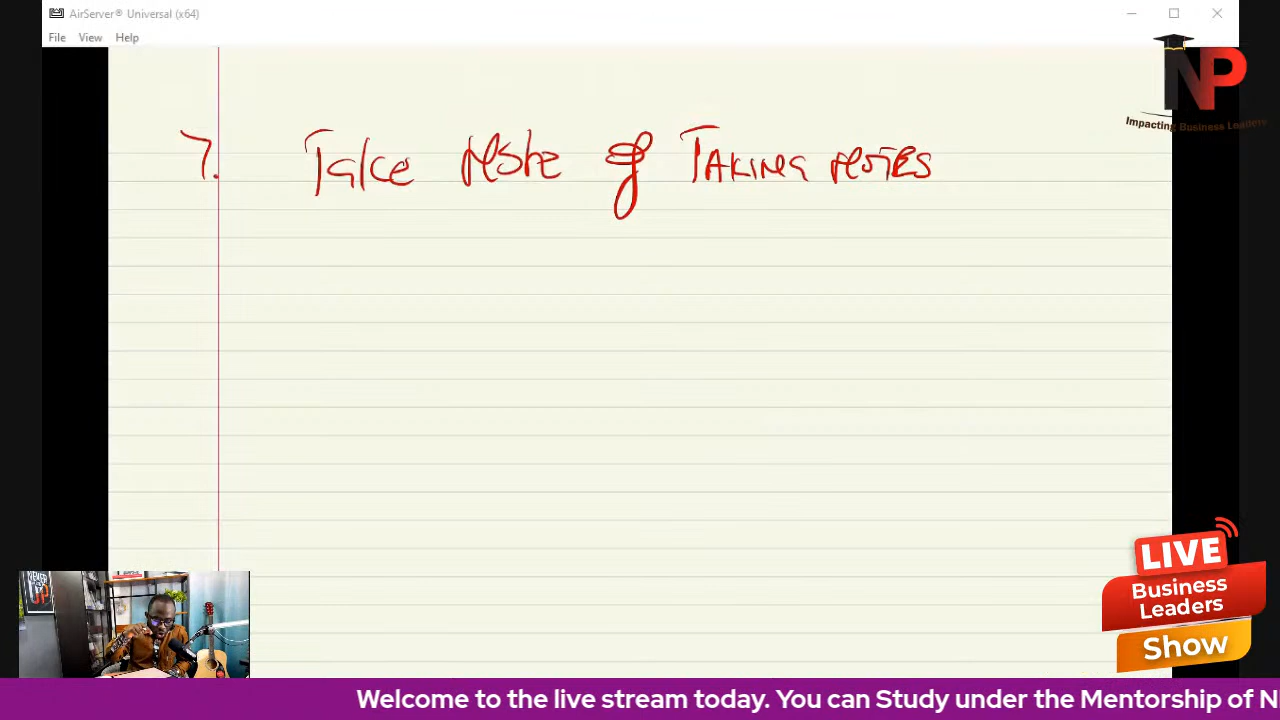 AirServer® Universal (x64)
File View Help
NP
Impacting Business Leaders
7. Take Note of TAKING NOTES
LIVE
Business
Leaders
Show
Welcome to the live stream today. You can Study under the Mentorship of N